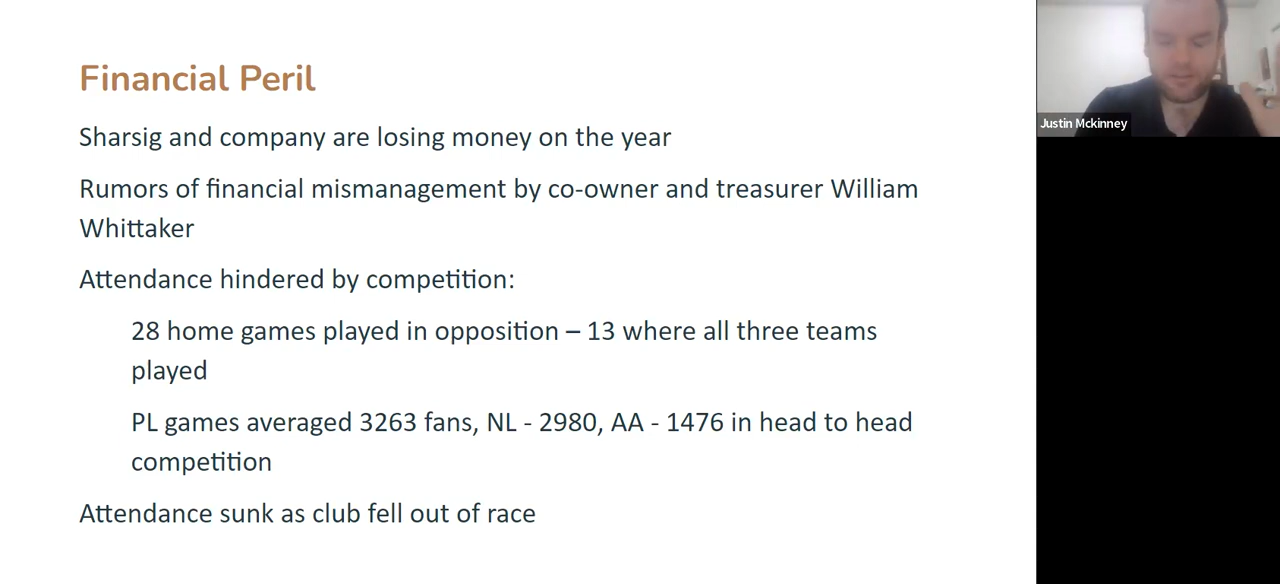 Financial Peril
Sharsig and company are losing money on the year
Rumors of financial mismanagement by co-owner and treasurer William
Whittaker
Attendance hindered by competition:
28 home games played in opposition – 13 where all three teams
played
PL games averaged 3263 fans, NL - 2980, AA - 1476 in head to head
competition
Attendance sunk as club fell out of race
Justin Mckinney